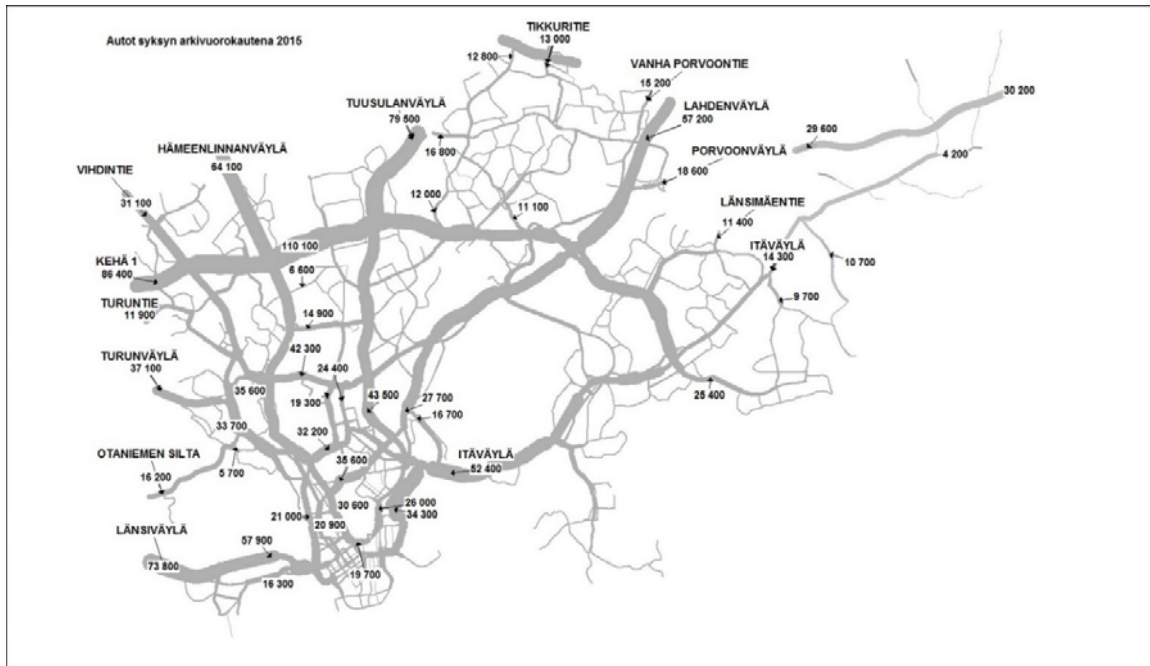 Autot syksyn arkivuorokautena 2015
TIKKURITIE
13 000
12 800
VANHA PORVOONTIE
15 200
TUUSULANVÄYLÄ
79 500
LAHDENVÄYLÄ
57 200
30 200
29 600
HÄMEENLINNANVÄYLÄ
64 100
16 800
PORVOONVÄYLÄ
18 600
4 200
VIHDINTIE
31 100
12 000
11 100
LÄNSIMÄENTIE
11 400
110 100
ITÄVÄYLÄ
14 300
10 700
KEHÄ 1
86 400
6 600
9 700
TURUNTIE
11 900
14 900
42 300
24 400
TURUNVÄYLÄ
37 100
35 600
19 300
43 500
27 700
25 400
16 700
33 700
32 200
OTANIEMEN SILTA
16 200
5 700
35 600
ITÄVÄYLÄ
52 400
30 600
26 000
34 300
21 000
20 900
LÄNSIVÄYLÄ
73 800
57 900
16 300
19 700